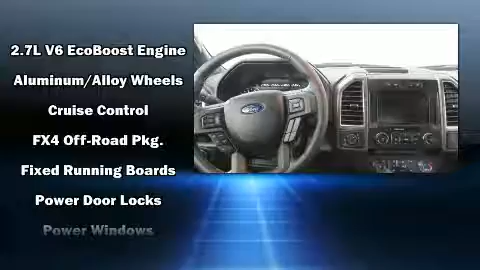 2.7L V6 EcoBoost Engine
Aluminum/Alloy Wheels
Cruise Control
FX4 Off-Road Pkg.
Fixed Running Boards
Power Door Locks
Power Windows
Ford